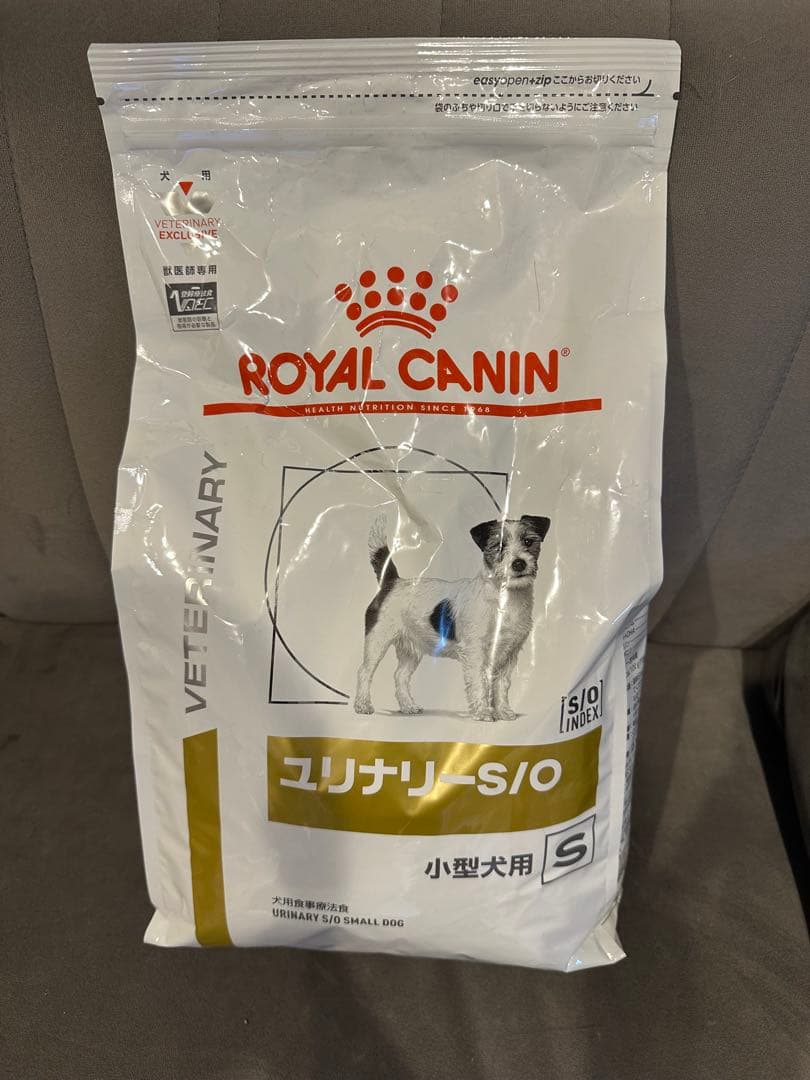 easyopen+zip ここからお切りください
犬 用
VETERINARY
EXCLUSIVE
獣医師専用
ROYAL CANIN®
HEALTH NUTRITION SINCE 1968
VETERINARY
S/O
INDEX
ユリナリーS/O
小型犬用 S
犬用食事療法食
URINARY S/O SMALL DOG